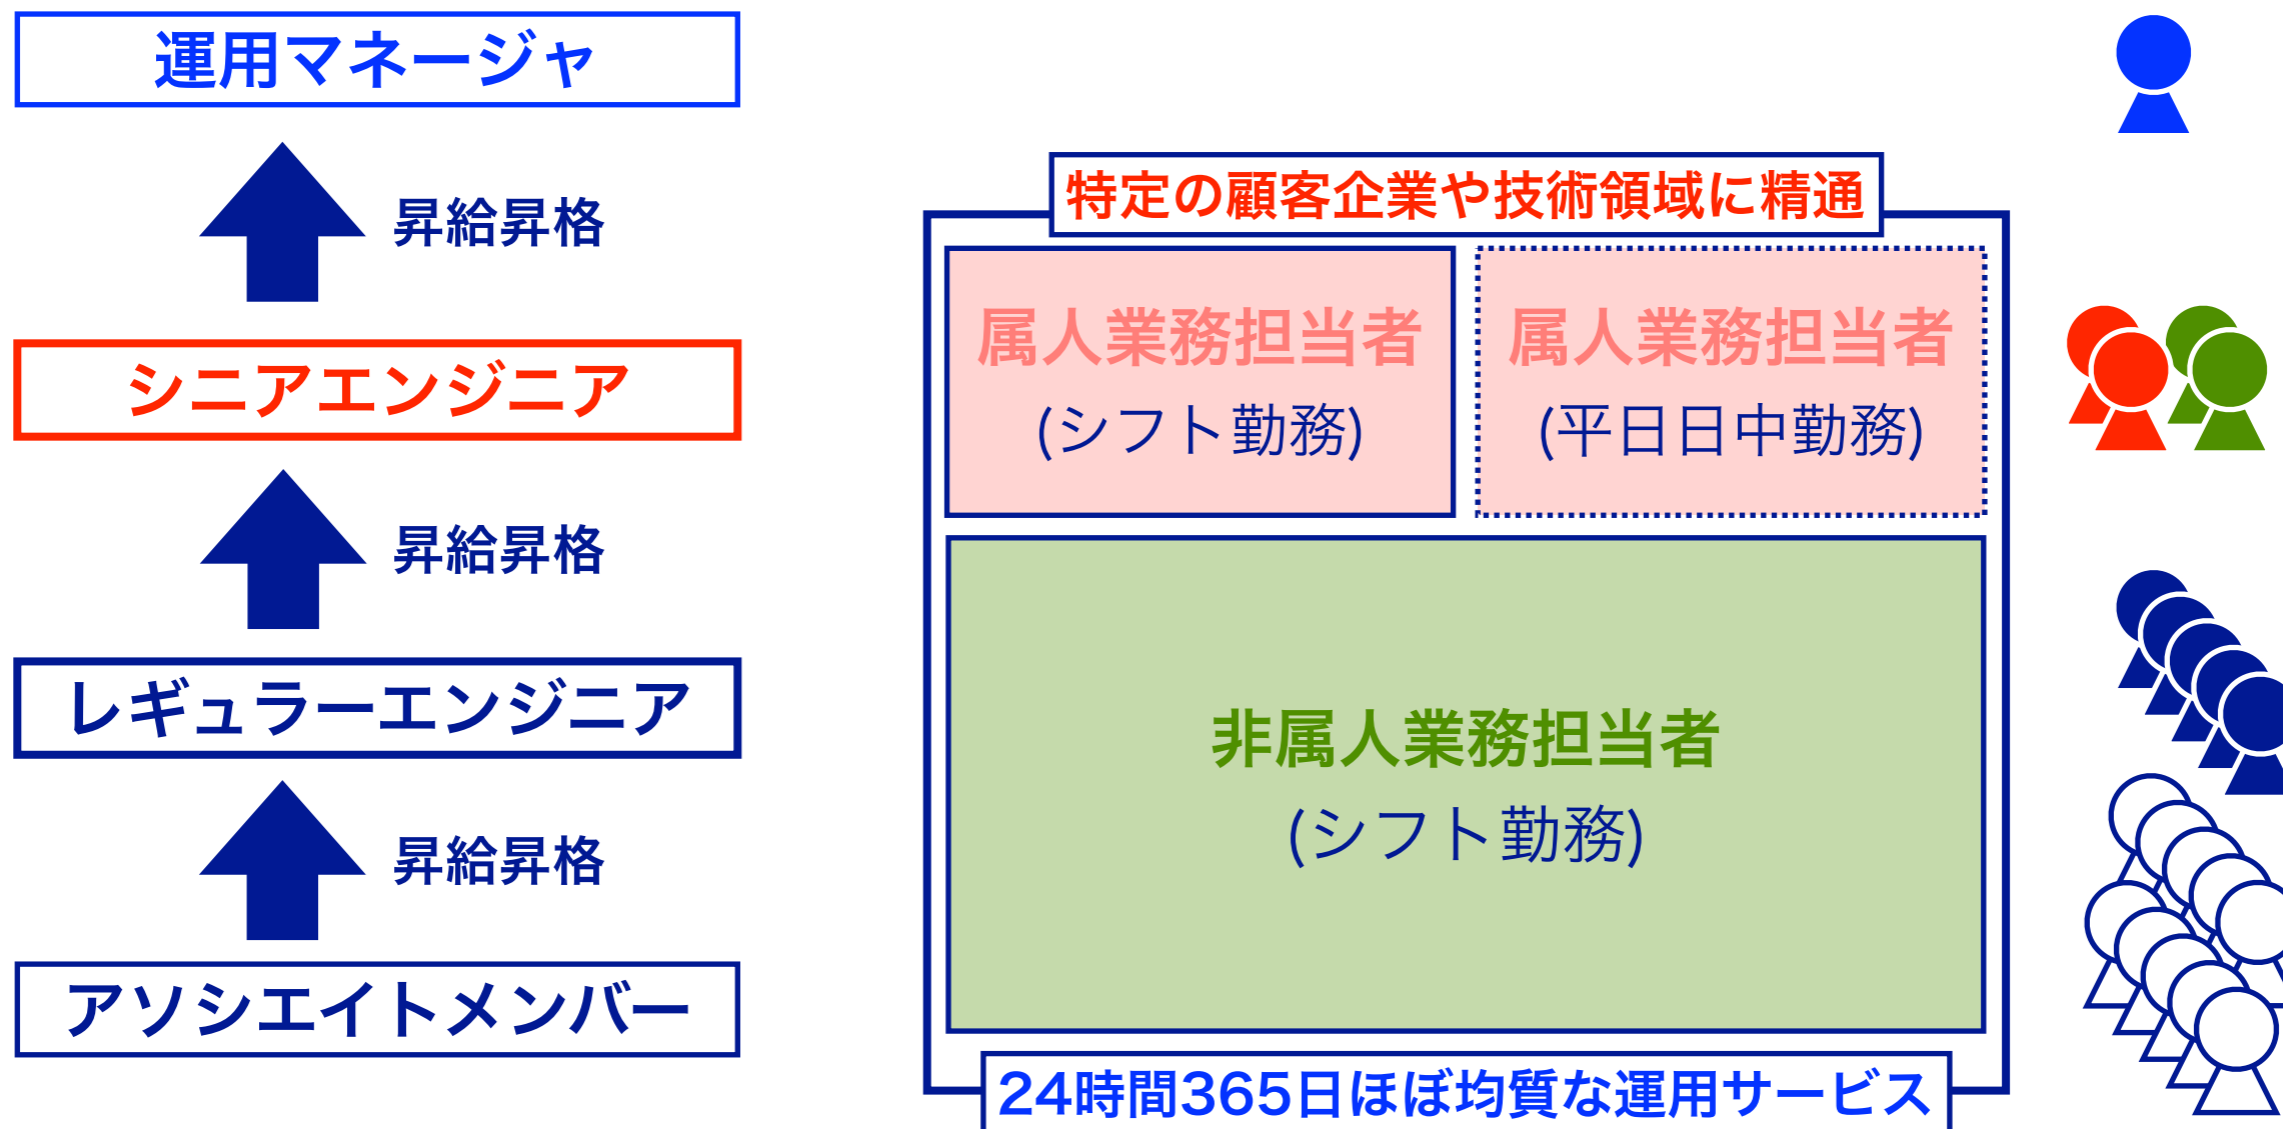 運用マネージャ
昇給昇格
シニアエンジニア
昇給昇格
レギュラーエンジニア
昇給昇格
アソシエイトメンバー
特定の顧客企業や技術領域に精通
属人業務担当者
(シフト勤務)
属人業務担当者
(平日日中勤務)
非属人業務担当者
(シフト勤務)
24時間365日ほぼ均質な運用サービス